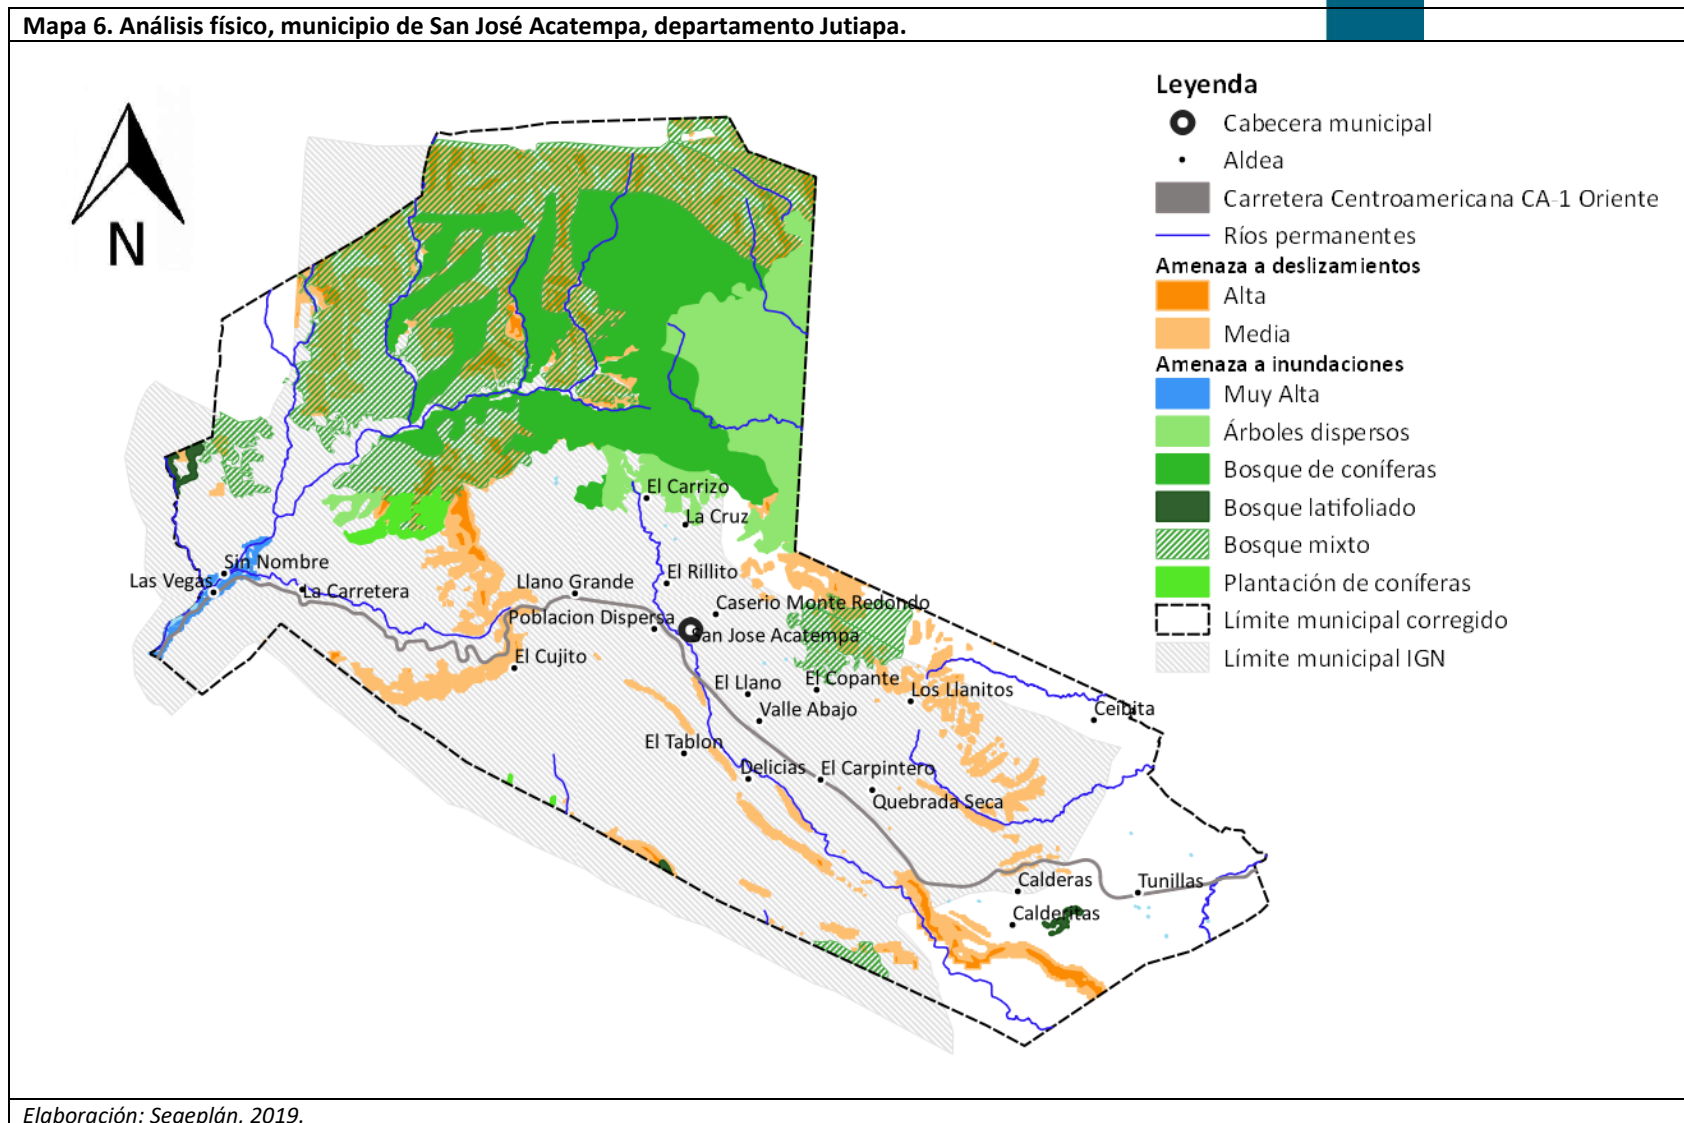 Mapa 6. Análisis físico, municipio de San José Acatempa, departamento Jutiapa.
N
Leyenda
Cabecera municipal
Aldea
Carretera Centroamericana CA-1 Oriente
Ríos permanentes
Amenaza a deslizamientos
Alta
Media
Amenaza a inundaciones
Muy Alta
Árboles dispersos
Bosque de coníferas
Bosque latifoliado
Bosque mixto
Plantación de coníferas
Límite municipal corregido
Límite municipal IGN
El Carrizo
La Cruz
Sin Nombre
Las Vegas
La Carretera
Llano Grande
El Rillito
Poblacion Dispersa
Caserio Monte Redondo
San Jose Acatempa
El Cujito
El Llano
El Copante
Los Llanitos
Valle Abajo
Ceibita
El Tablon
Delicias
El Carpintero
Quebrada Seca
Calderas
Tunillas
Calderitas
Elaboración: Segeplán, 2019.